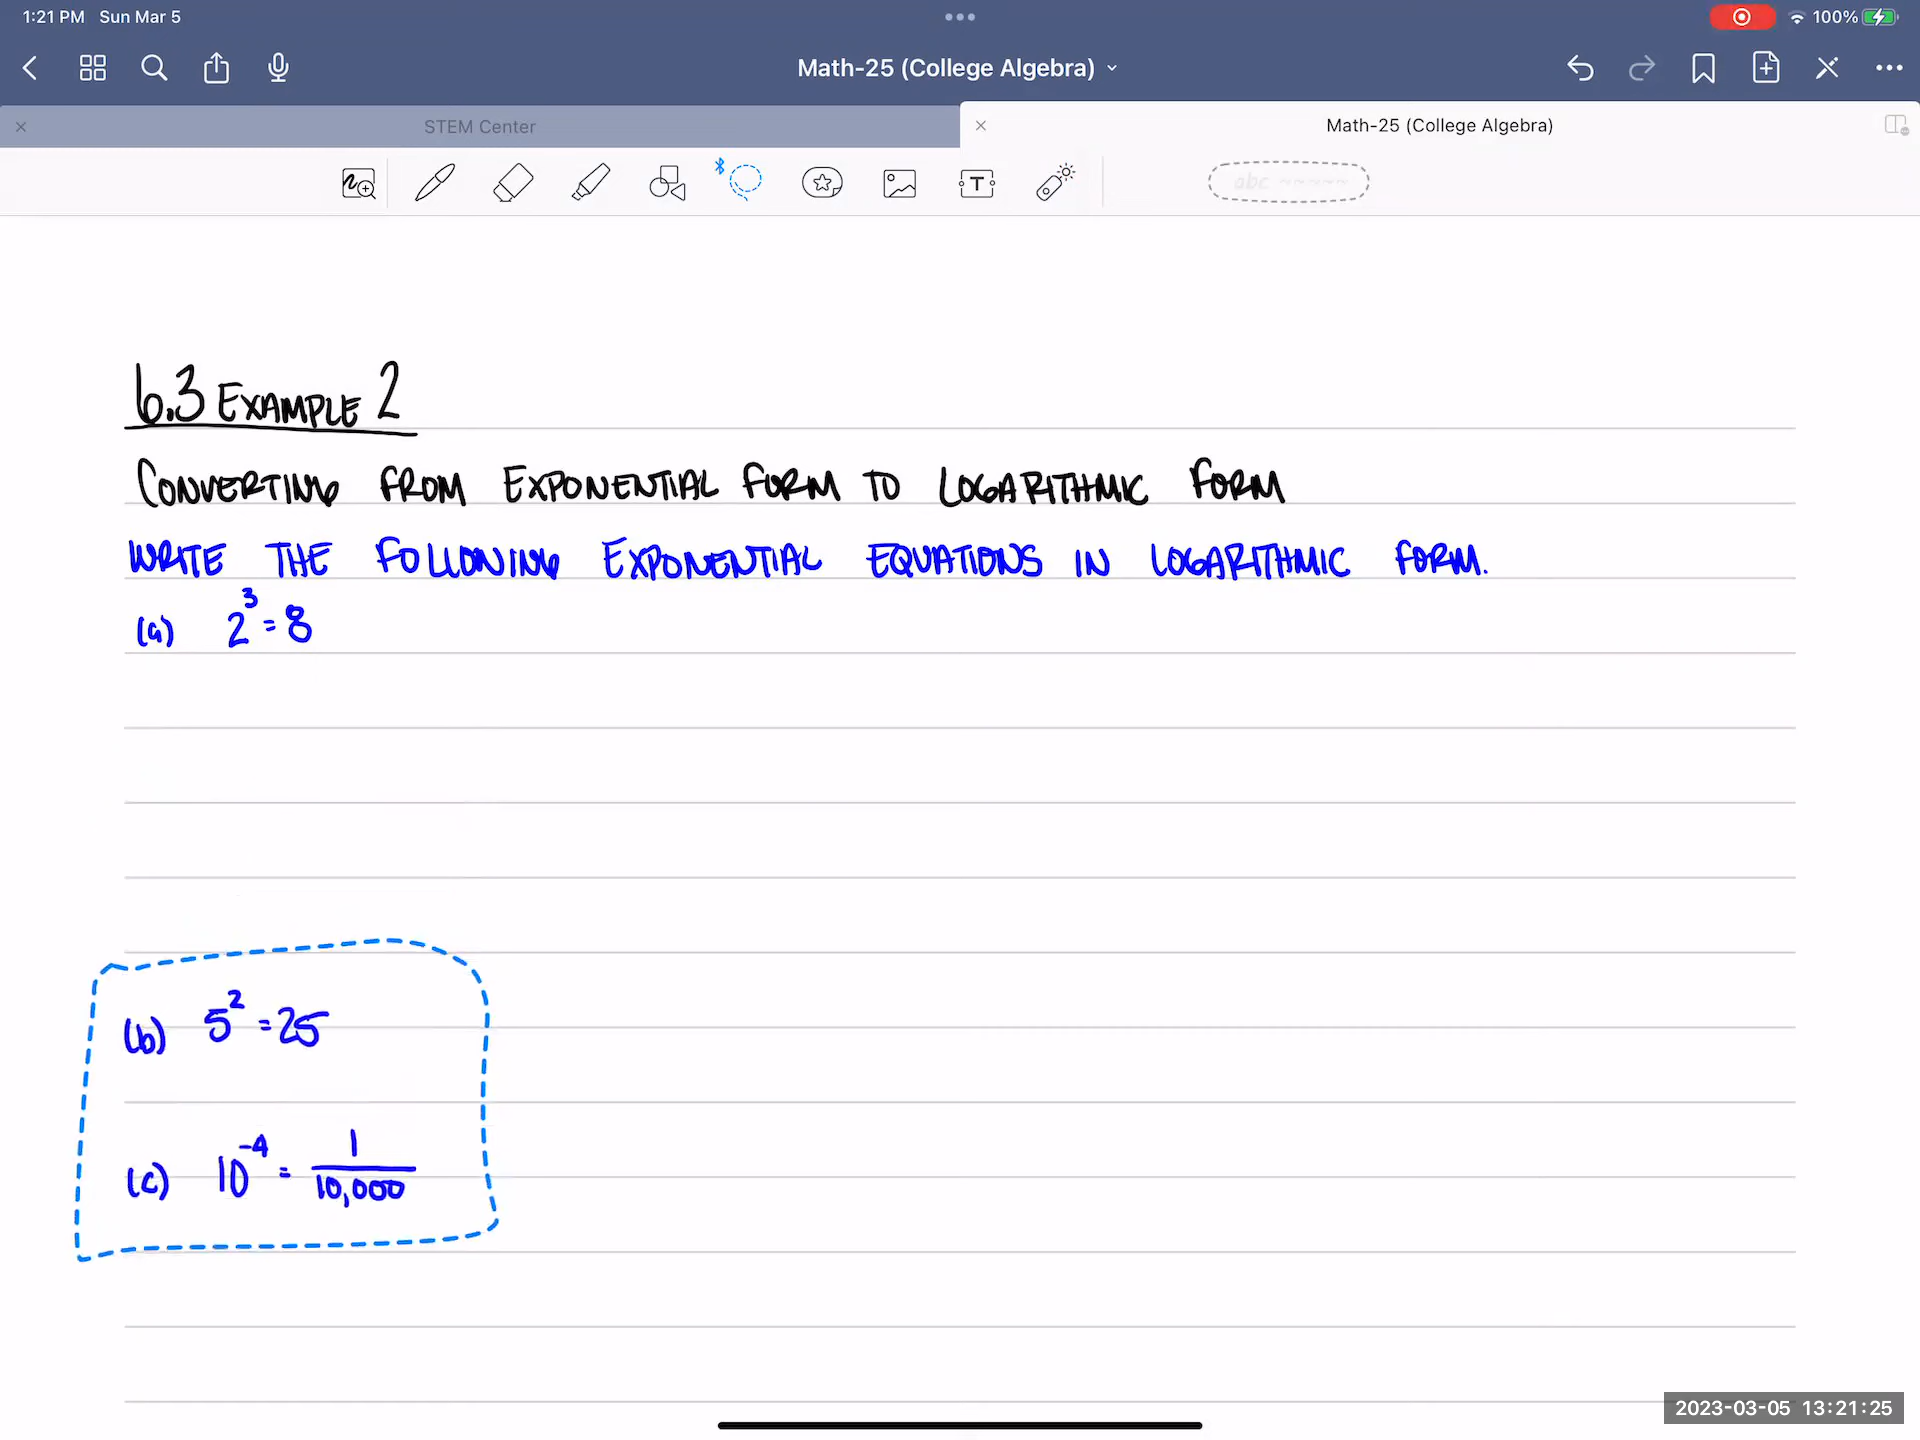 1:21 PM Sun Mar 5
100%
Math-25 (College Algebra)
STEM Center
Math-25 (College Algebra)
T
abc
6.3 EXAMPLE 2
CONVERTING FROM EXPONENTIAL FORM TO LOGARITHMIC FORM
WRITE THE FOLLOWING EXPONENTIAL EQUATIONS IN LOGARITHMIC FORM.
(a) 2³ = 8
(b) 5² = 25
(c) 10⁻⁴ = 1/10,000
2023-03-05 13:21:25